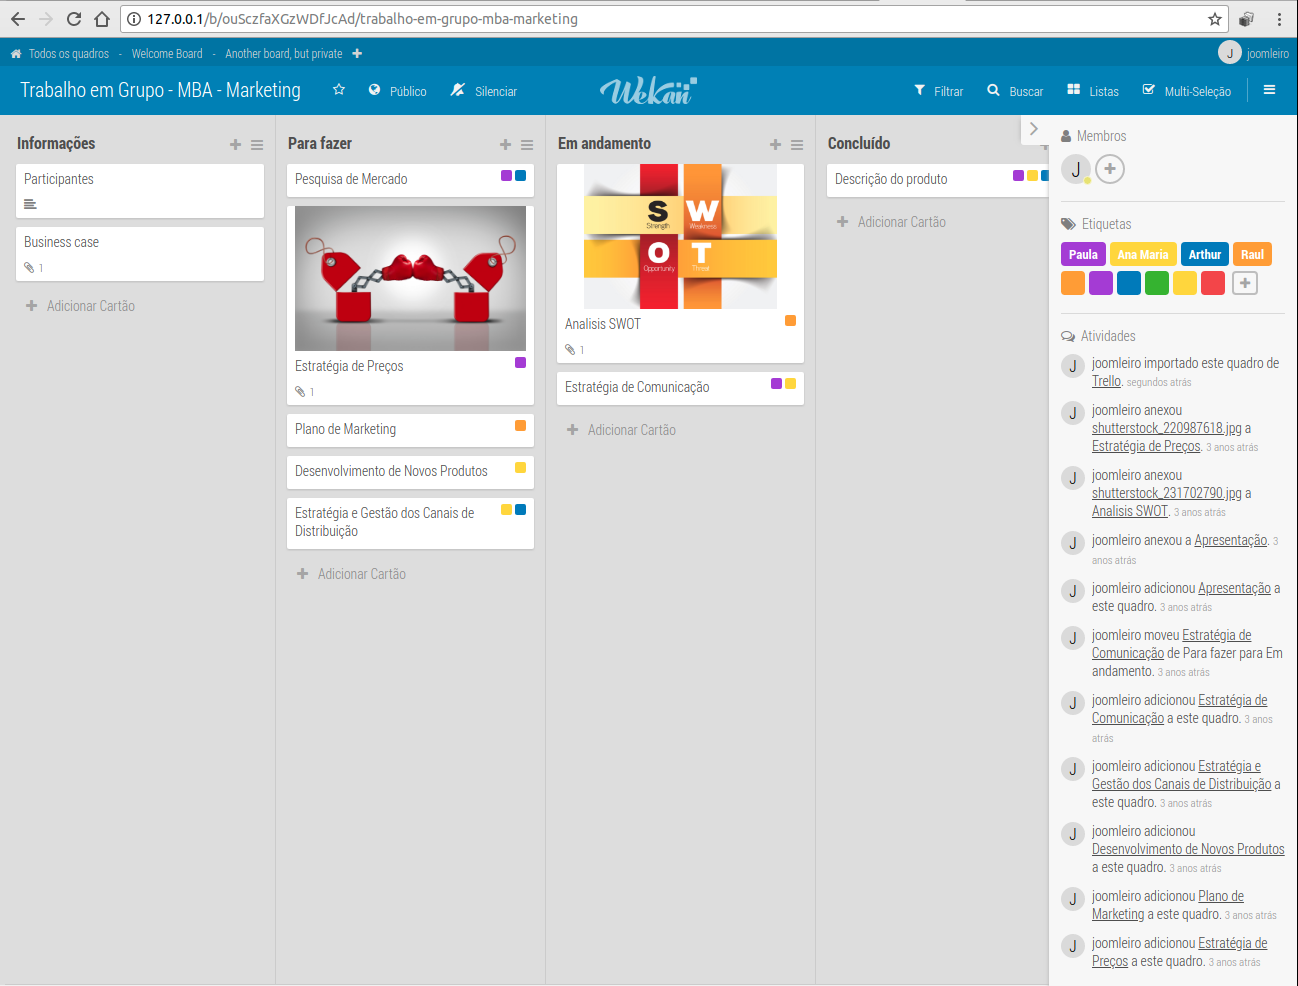 127.0.0.1/b/ouSczfaXGzWDfJcAd/trabalho-em-grupo-mba-marketing
Todos os quadros - Welcome Board - Another board, but private
J joomleiro
Trabalho em Grupo - MBA - Marketing
Público
Silenciar
Wekan
Filtrar
Buscar
Listas
Multi-Seleção
Informações
Participantes
Business case
1
Adicionar Cartão
Para fazer
Pesquisa de Mercado
Estratégia de Preços
1
Plano de Marketing
Desenvolvimento de Novos Produtos
Estratégia e Gestão dos Canais de
Distribuição
Adicionar Cartão
Em andamento
S W
Strength Weakness
O T
Opportunity Threat
Analisis SWOT
1
Estratégia de Comunicação
Adicionar Cartão
Concluído
Descrição do produto
Adicionar Cartão
Membros
J
Etiquetas
Paula Ana Maria Arthur Raul
Atividades
J joomleiro importado este quadro de
Trello. segundos atrás
J joomleiro anexou
shutterstock_220987618.jpg a
Estratégia de Preços. 3 anos atrás
J joomleiro anexou
shutterstock_231702790.jpg a
Analisis SWOT. 3 anos atrás
J joomleiro anexou a Apresentação. 3
anos atrás
J joomleiro adicionou Apresentação a
este quadro. 3 anos atrás
J joomleiro moveu Estratégia de
Comunicação de Para fazer para Em
andamento. 3 anos atrás
J joomleiro adicionou Estratégia de
Comunicação a este quadro. 3 anos
atrás
J joomleiro adicionou Estratégia e
Gestão dos Canais de Distribuição a
este quadro. 3 anos atrás
J joomleiro adicionou
Desenvolvimento de Novos Produtos
a este quadro. 3 anos atrás
J joomleiro adicionou Plano de
Marketing a este quadro. 3 anos atrás
J joomleiro adicionou Estratégia de
Preços a este quadro. 3 anos atrás